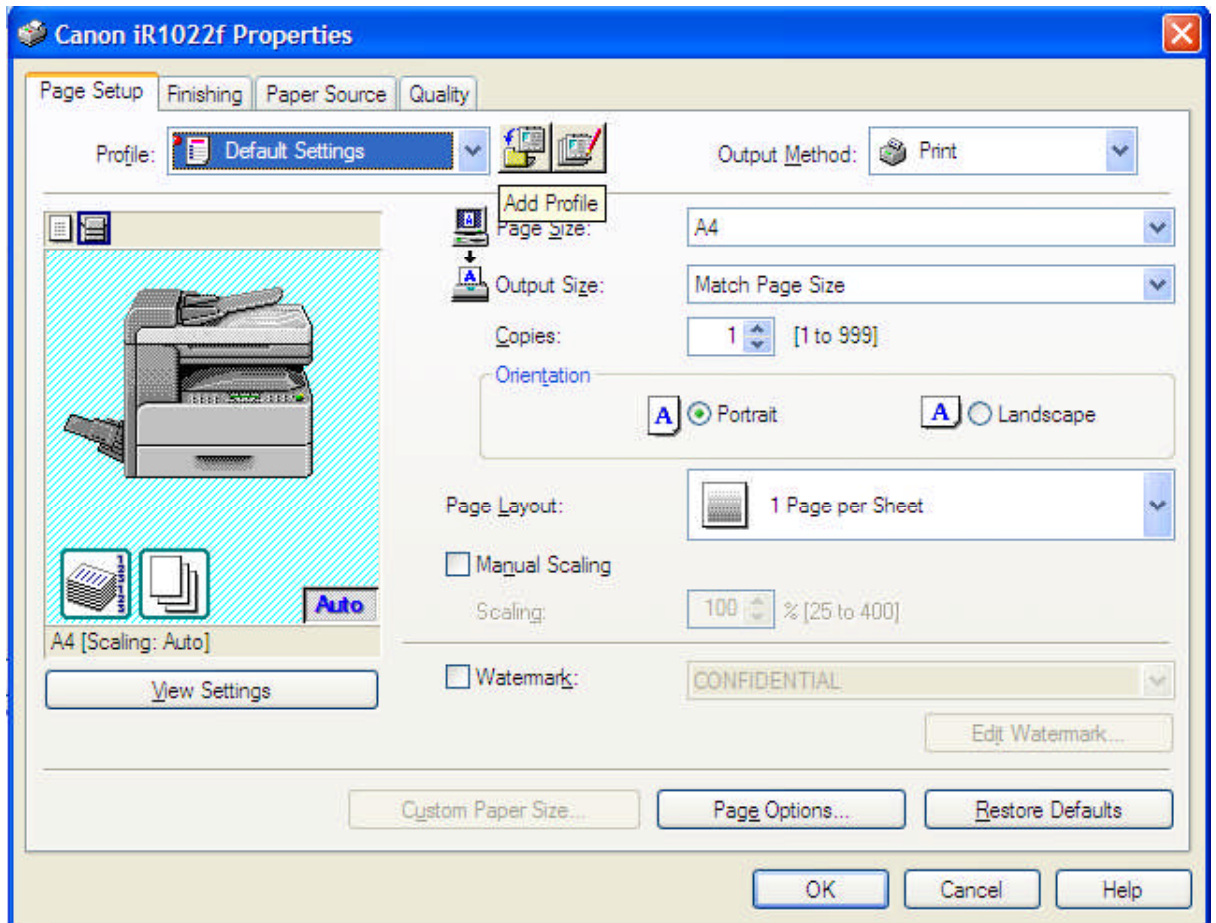 Canon iR1022f Properties
Page Setup Finishing Paper Source Quality
Profile: Default Settings Output Method: Print
Add Profile
Page Size: A4
Output Size: Match Page Size
Copies: 1 [1 to 999]
Orientation
A Portrait A Landscape
Page Layout: 1 Page per Sheet
Manual Scaling
Auto
Scaling: 100 % [25 to 400]
A4 [Scaling: Auto]
View Settings
Watermark: CONFIDENTIAL
Edit Watermark...
Custom Paper Size... Page Options... Restore Defaults
OK Cancel Help